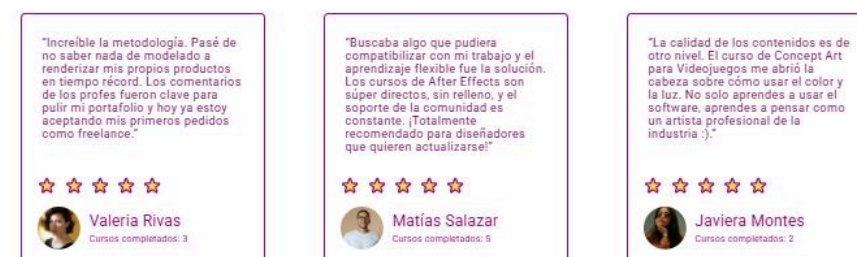 “Increíble la metodología. Pasé de
no saber nada de modelado a
renderizar mis propios productos
en tiempo récord. Los comentarios
de los profes fueron clave para
pulir mi portafolio y hoy ya estoy
aceptando mis primeros pedidos
como freelance.”
Valeria Rivas
Cursos completados: 3
“Buscaba algo que pudiera
compatibilizar con mi trabajo y el
aprendizaje flexible fue la solución.
Los cursos de After Effects son
súper directos, sin relleno, y el
soporte de la comunidad es
constante. ¡Totalmente
recomendado para diseñadores
que quieren actualizarse!”
Matías Salazar
Cursos completados: 5
“La calidad de los contenidos es de
otro nivel. El curso de Concept Art
para Videojuegos me abrió la
cabeza sobre cómo usar el color y
la luz. No solo aprendes a usar el
software, aprendes a pensar como
un artista profesional de la
industria :).”
Javiera Montes
Cursos completados: 2